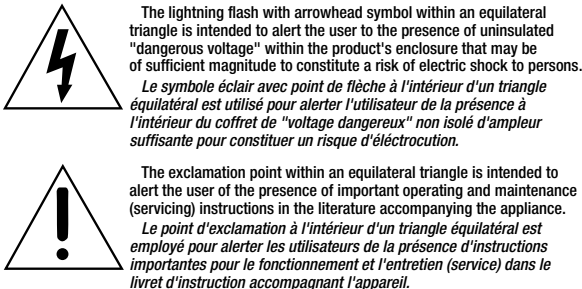 The lightning flash with arrowhead symbol within an equilateral
triangle is intended to alert the user to the presence of uninsulated
"dangerous voltage" within the product's enclosure that may be
of sufficient magnitude to constitute a risk of electric shock to persons.
Le symbole éclair avec point de flèche à l'intérieur d'un triangle
équilatéral est utilisé pour alerter l'utilisateur de la présence à
l'intérieur du coffret de "voltage dangereux" non isolé d'ampleur
suffisante pour constituer un risque d'éléctrocution.
The exclamation point within an equilateral triangle is intended to
alert the user of the presence of important operating and maintenance
(servicing) instructions in the literature accompanying the appliance.
Le point d'exclamation à l'intérieur d'un triangle équilatéral est
employé pour alerter les utilisateurs de la présence d'instructions
importantes pour le fonctionnement et l'entretien (service) dans le
livret d'instruction accompagnant l'appareil.